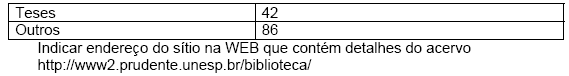 Teses 42
Outros 86
Indicar endereço do sítio na WEB que contém detalhes do acervo
http://www2.prudente.unesp.br/biblioteca/